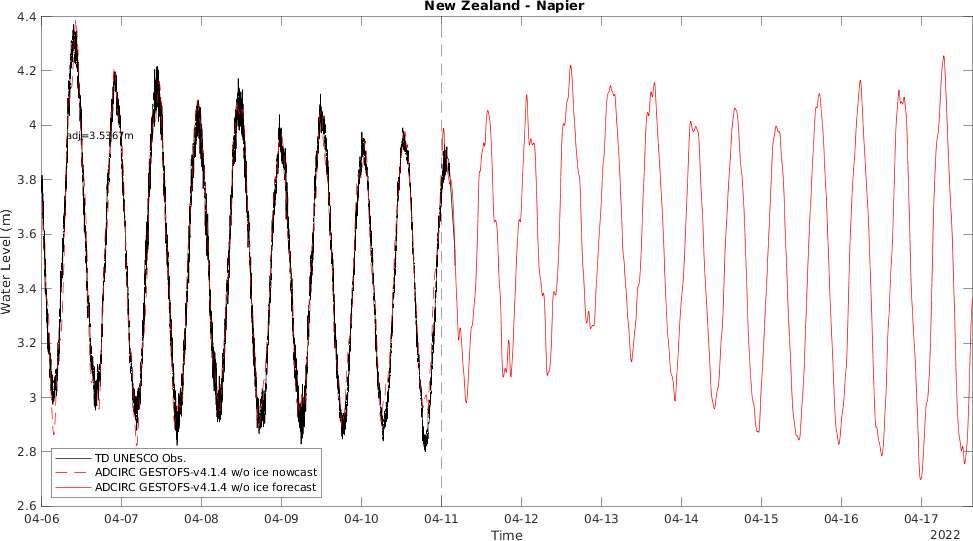 New Zealand - Napier
4.4
4.2
4
3.8
3.6
3.4
3.2
3
2.8
2.6
Water Level (m)
adj=3.5367m
TD UNESCO Obs.
ADCIRC GESTOFS-v4.1.4 w/o ice nowcast
ADCIRC GESTOFS-v4.1.4 w/o ice forecast
04-06 04-07 04-08 04-09 04-10 04-11 04-12 04-13 04-14 04-15 04-16 04-17
Time
2022